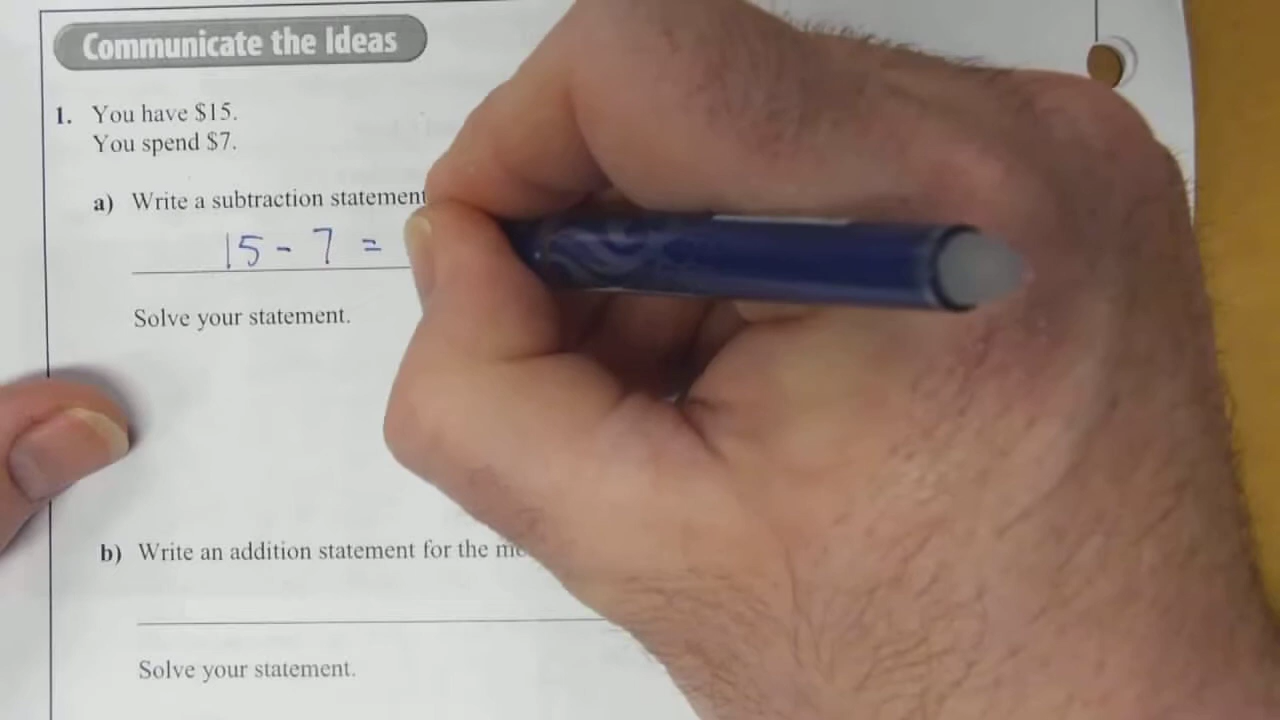 Communicate the Ideas
1. You have $15.
You spend $7.
a) Write a subtraction statement
15 - 7 =
Solve your statement.
b) Write an addition statement for the
Solve your statement.